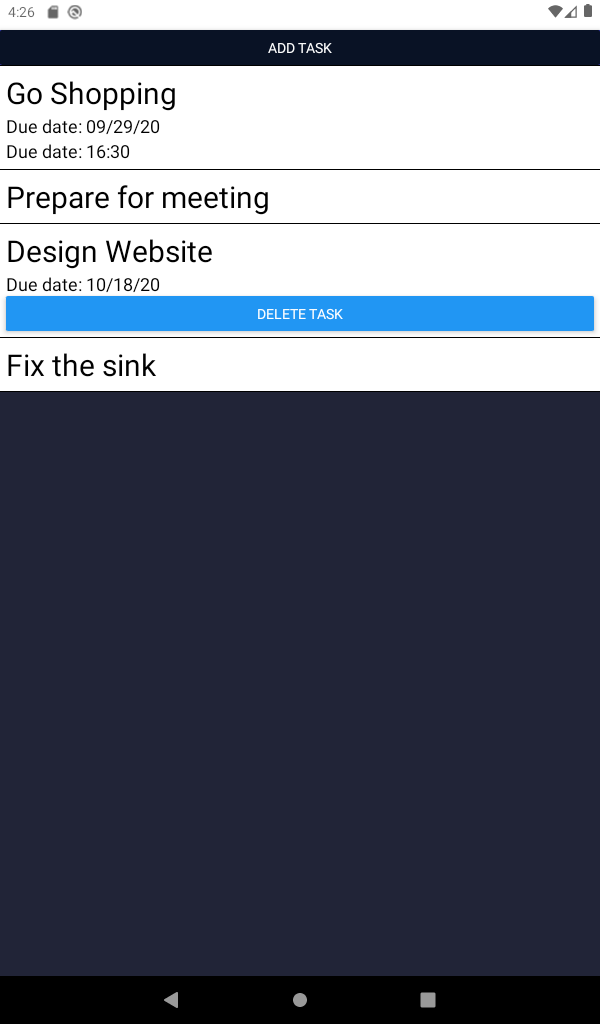 4:26
ADD TASK
Go Shopping
Due date: 09/29/20
Due date: 16:30
Prepare for meeting
Design Website
Due date: 10/18/20
DELETE TASK
Fix the sink